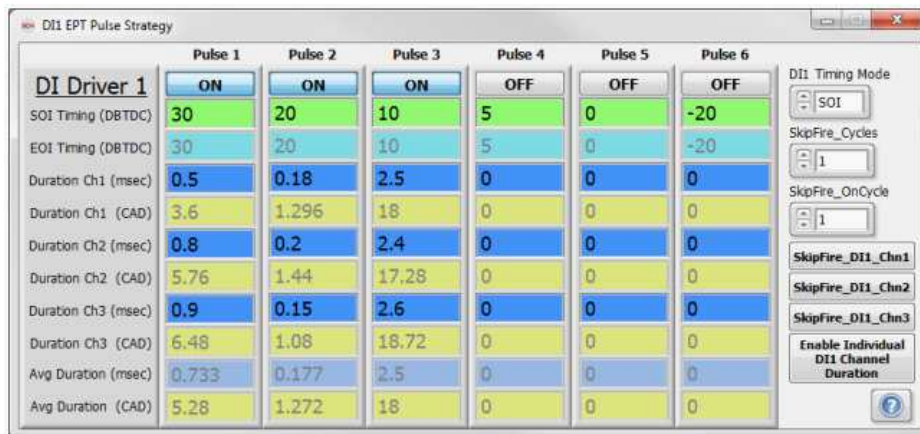 DI1 EPT Pulse Strategy
Pulse 1 Pulse 2 Pulse 3 Pulse 4 Pulse 5 Pulse 6
DI Driver 1 ON ON ON OFF OFF OFF
SOI Timing (DBTDC) 30 20 10 5 0 -20
EOI Timing (DBTDC) 30 20 10 5 0 -20
Duration Ch1 (msec) 0.5 0.18 2.5 0 0 0
Duration Ch1 (CAD) 3.6 1.296 18 0 0 0
Duration Ch2 (msec) 0.8 0.2 2.4 0 0 0
Duration Ch2 (CAD) 5.76 1.44 17.28 0 0 0
Duration Ch3 (msec) 0.9 0.15 2.6 0 0 0
Duration Ch3 (CAD) 6.48 1.08 18.72 0 0 0
Avg Duration (msec) 0.733 0.177 2.5 0 0 0
Avg Duration (CAD) 5.28 1.272 18 0 0 0
DI1 Timing Mode
SOI
SkipFire_Cycles
1
SkipFire_OnCycle
1
SkipFire_DI1_Chn1
SkipFire_DI1_Chn2
SkipFire_DI1_Chn3
Enable Individual
DI1 Channel
Duration
?